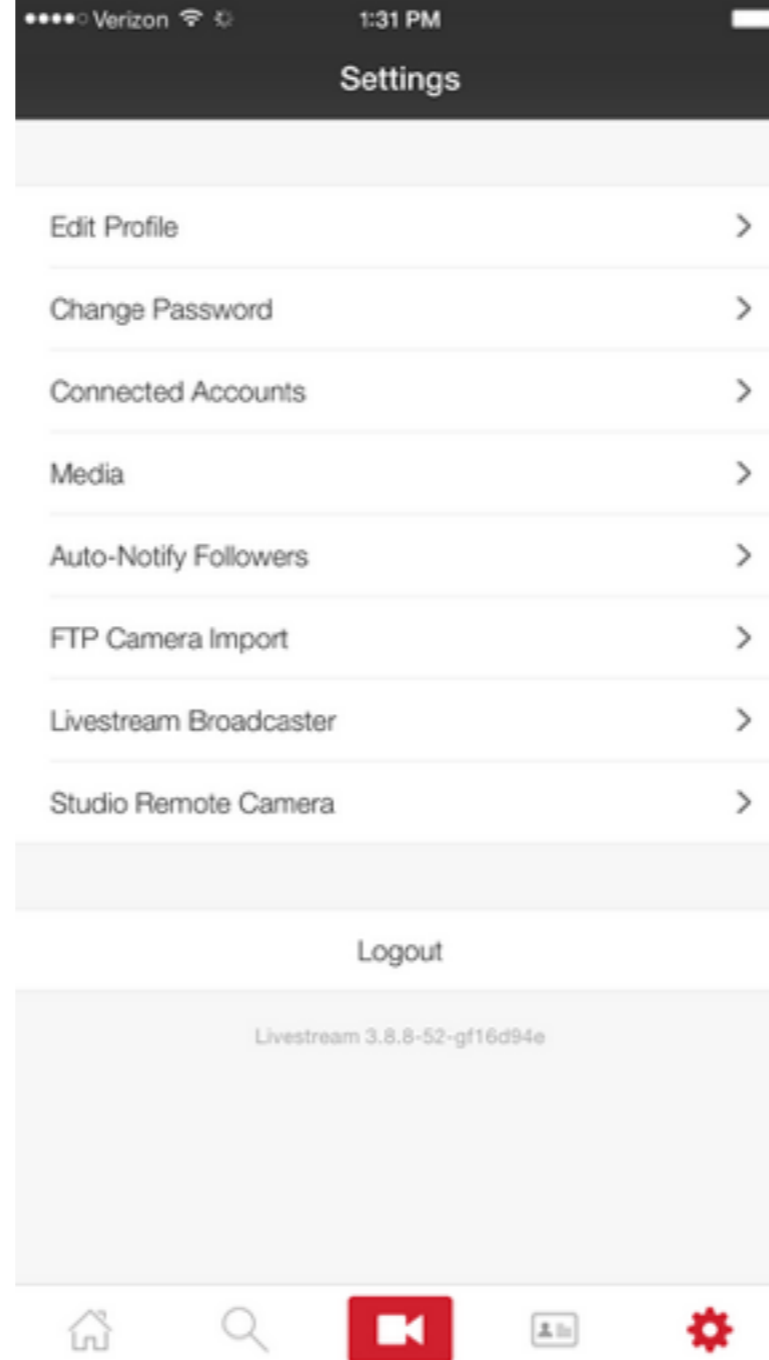 Verizon 1:31 PM
Settings
Edit Profile
Change Password
Connected Accounts
Media
Auto-Notify Followers
FTP Camera Import
Livestream Broadcaster
Studio Remote Camera
Logout
Livestream 3.8.8-52-gf16d94e